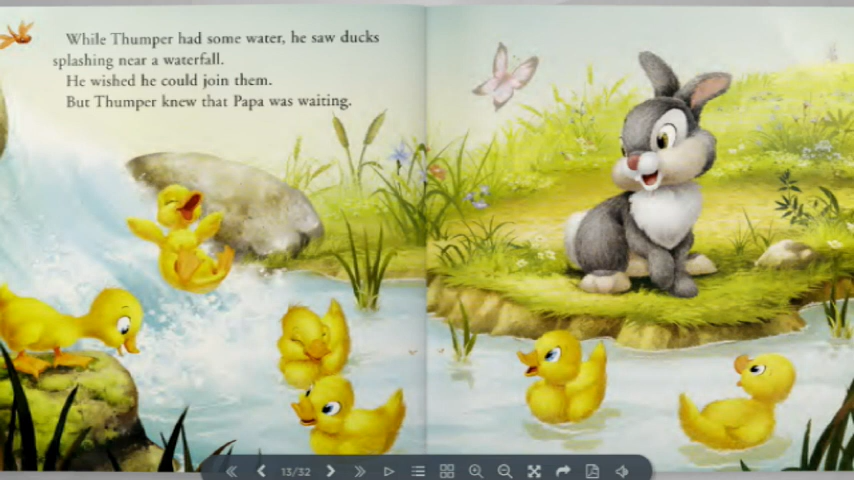 While Thumper had some water, he saw ducks
splashing near a waterfall.
He wished he could join them.
But Thumper knew that Papa was waiting.
13/32